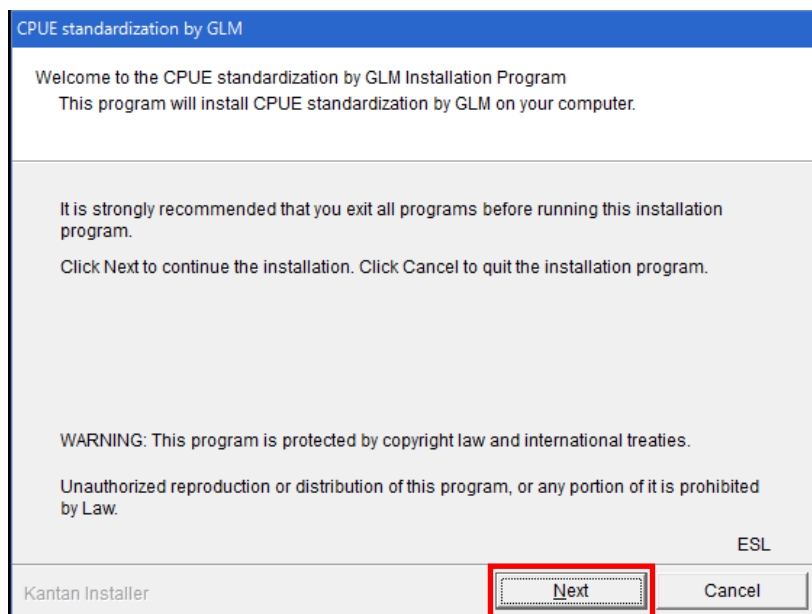 CPUE standardization by GLM
Welcome to the CPUE standardization by GLM Installation Program
This program will install CPUE standardization by GLM on your computer.
It is strongly recommended that you exit all programs before running this installation
program.
Click Next to continue the installation. Click Cancel to quit the installation program.
WARNING: This program is protected by copyright law and international treaties.
Unauthorized reproduction or distribution of this program, or any portion of it is prohibited
by Law.
ESL
Kantan Installer
Next
Cancel